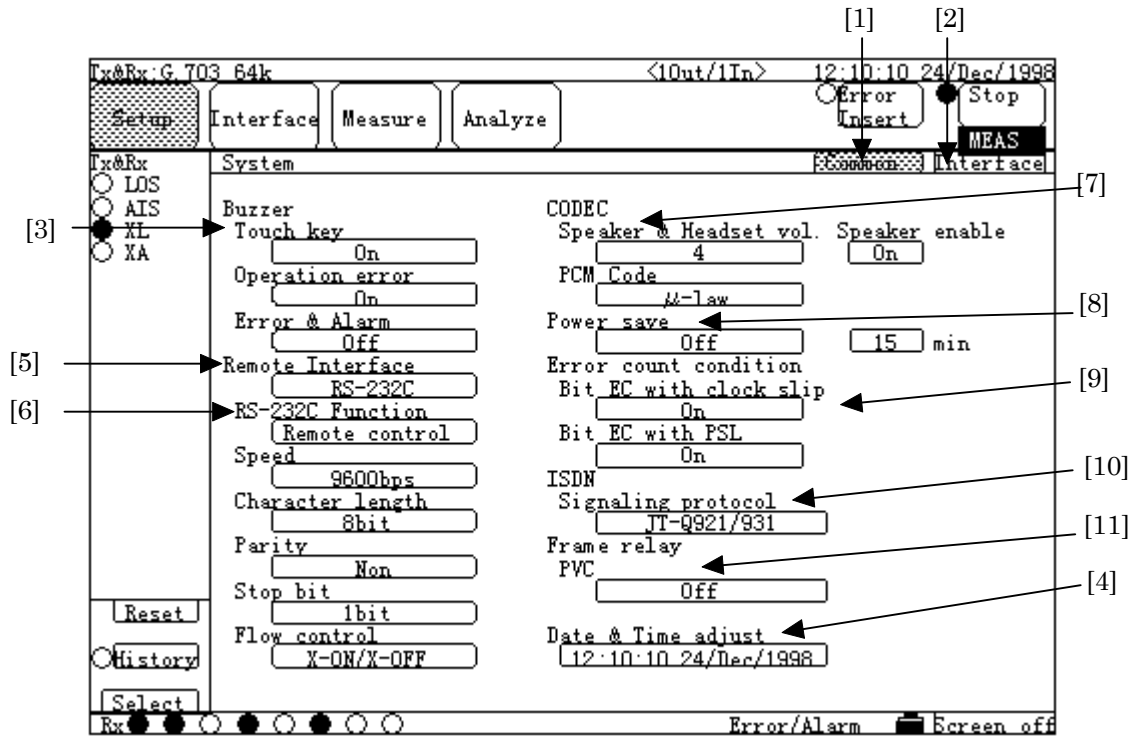 [1] [2]
Tx&Rx:G.703 64k <1Out/1In> 12:10:10 24/Dec/1998
Setup Interface Measure Analyze Error Insert Stop
MEAS
Tx&Rx System Common Interface
LOS
AIS
XL
XA
[3]
[5]
[6]
Buzzer
Touch key
On
Operation error
On
Error & Alarm
Off
Remote Interface
RS-232C
RS-232C Function
Remote control
Speed
9600bps
Character length
8bit
Parity
Non
Stop bit
1bit
Flow control
X-ON/X-OFF
CODEC
Speaker & Headset vol. Speaker enable
4 On
PCM Code
μ-law
Power save
Off 15 min
Error count condition
Bit EC with clock slip
On
Bit EC with PSL
On
ISDN
Signaling protocol
JT-Q921/931
Frame relay
PVC
Off
Date & Time adjust
12:10:10 24/Dec/1998
[7]
[8]
[9]
[10]
[11]
[4]
Reset
History
Select
Rx Error/Alarm Screen off